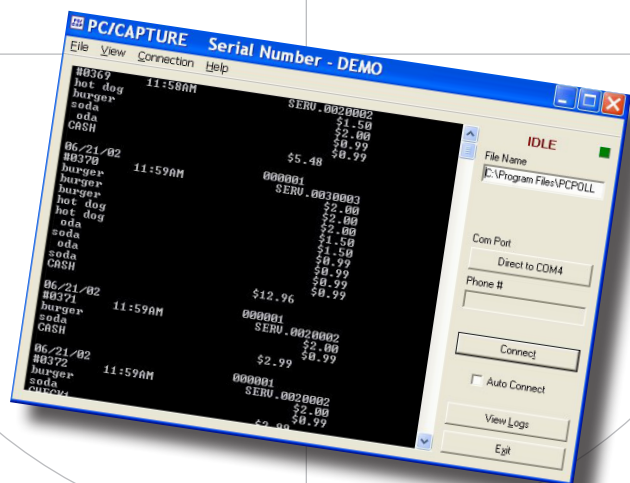 PC/CAPTURE Serial Number - DEMO
File View Connection Help
#0369 11:58AM SERV.0020002
hot dog $1.50
burger $2.00
soda $0.99
oda $0.99
CASH $5.48
06/21/02 000001
#0370 11:59AM SERV.0030003
burger $2.00
burger $2.00
burger $2.00
hot dog $1.50
hot dog $1.50
oda $0.99
soda $0.99
oda $0.99
soda $0.99
CASH $12.96
06/21/02 000001
#0371 11:59AM SERV.0020002
burger $2.00
soda $0.99
CASH $2.99
06/21/02 000001
#0372 11:59AM SERV.0020002
burger $2.00
soda $0.99
CHECK1 $2.99
IDLE
File Name
C:\Program Files\PCPOLL
Com Port
Direct to COM4
Phone #
Connect
Auto Connect
View Logs
Exit